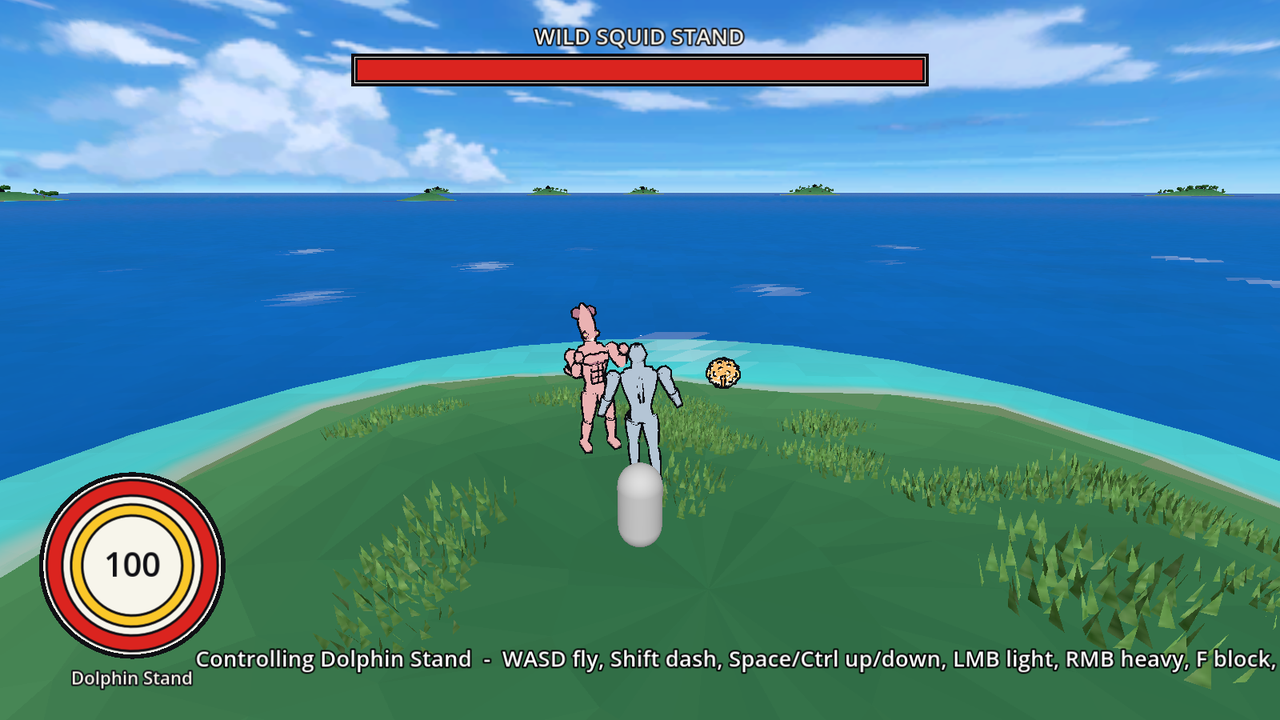 WILD SQUID STAND
100
Controlling Dolphin Stand - WASD fly, Shift dash, Space/Ctrl up/down, LMB light, RMB heavy, F block,
Dolphin Stand